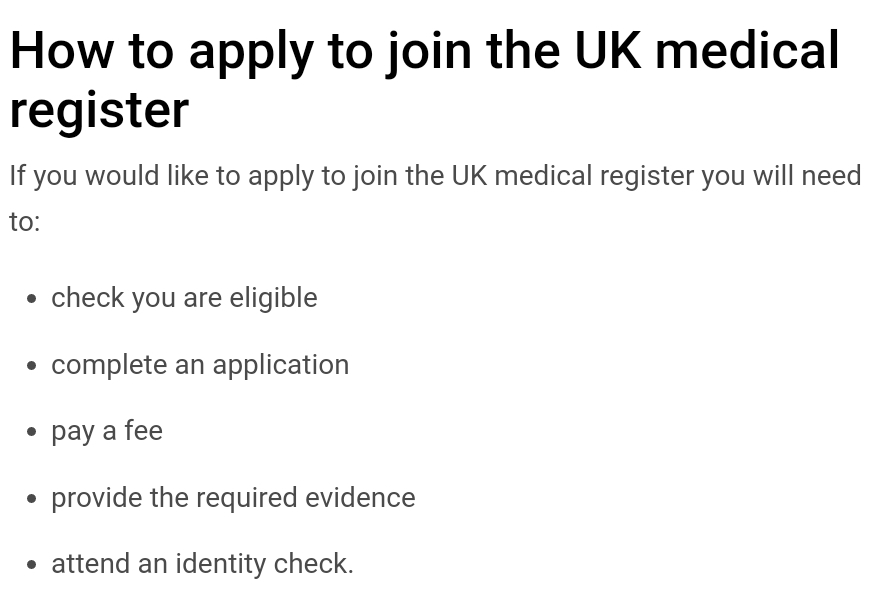 How to apply to join the UK medical
register
If you would like to apply to join the UK medical register you will need
to:
• check you are eligible
• complete an application
• pay a fee
• provide the required evidence
• attend an identity check.